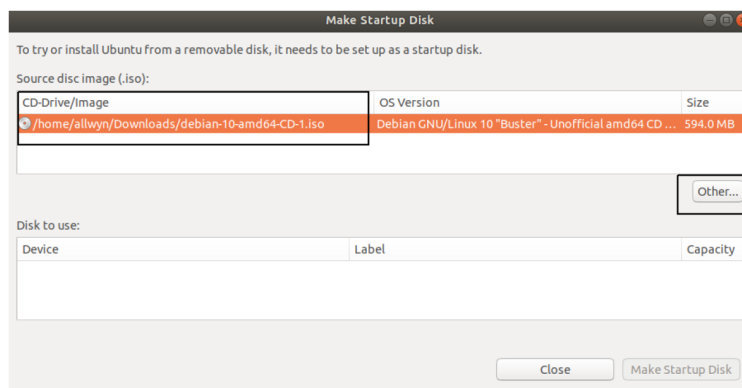 Make Startup Disk
To try or install Ubuntu from a removable disk, it needs to be set up as a startup disk.
Source disc image (.iso):
CD-Drive/Image OS Version Size
/home/allwyn/Downloads/debian-10-amd64-CD-1.iso Debian GNU/Linux 10 "Buster" - Unofficial amd64 CD ... 594.0 MB
Other...
Disk to use:
Device Label Capacity
Close Make Startup Disk